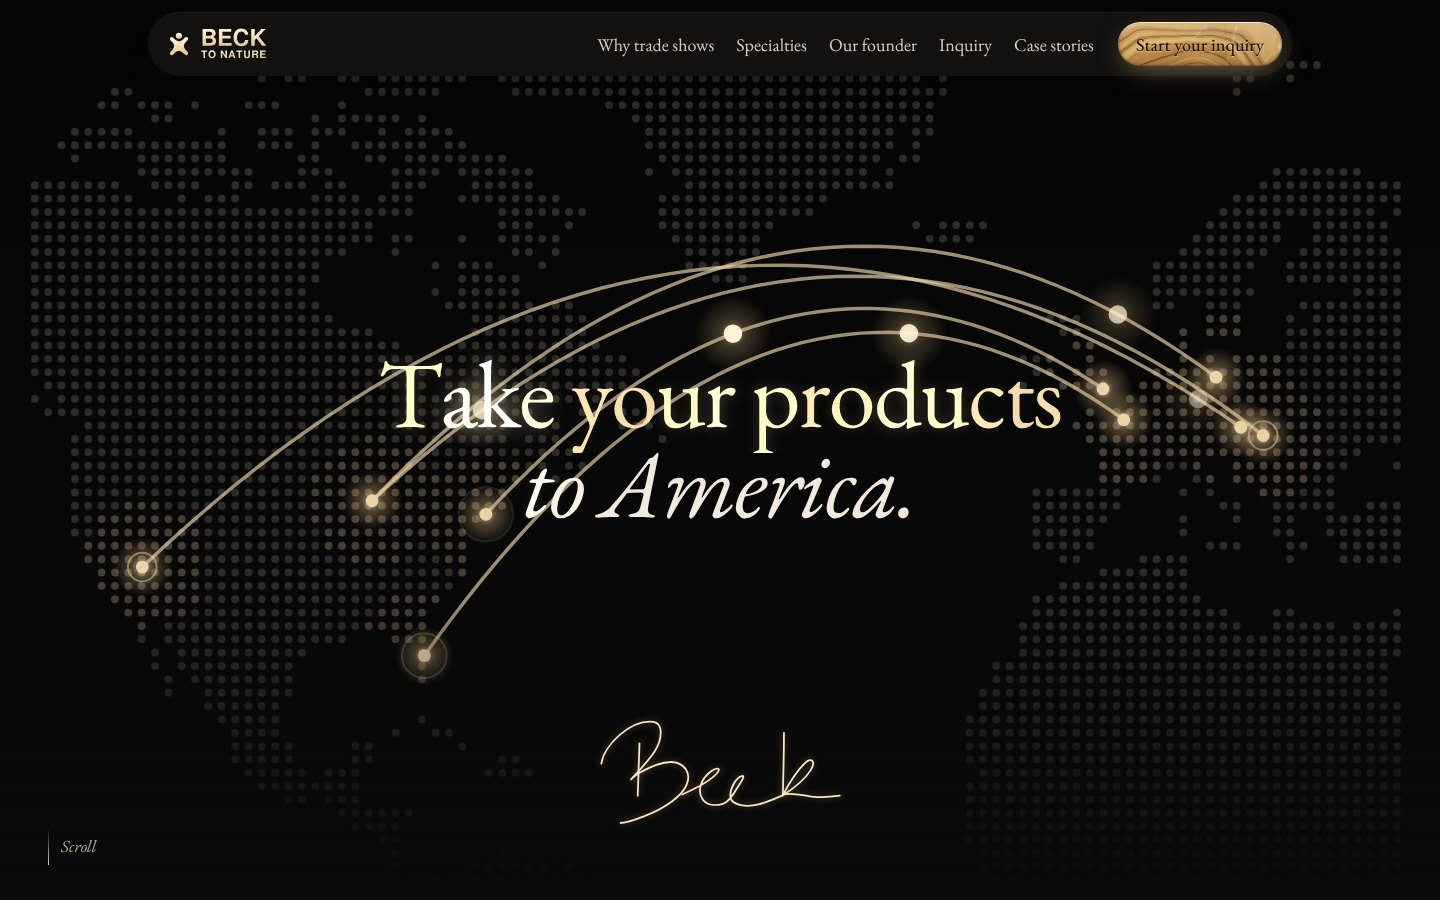 BECK
TO NATURE
Why trade shows
Specialties
Our founder
Inquiry
Case stories
Start your inquiry
Take your products
to America.
Beck
Scroll